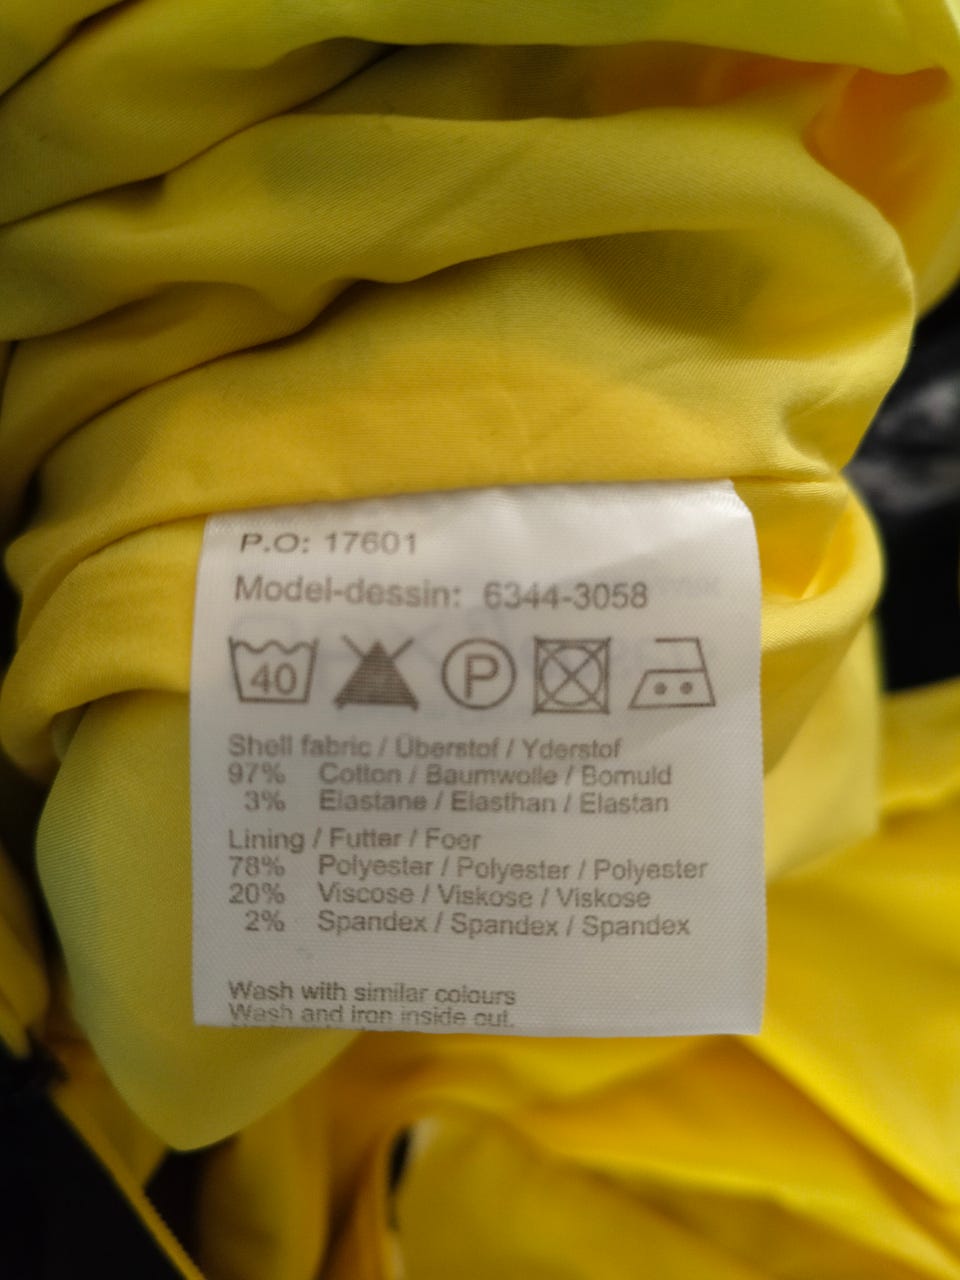 P.O: 17601
Model-dessin: 6344-3058
40 P
Shell fabric / Überstof / Yderstof
97% Cotton / Baumwolle / Bomuld
3% Elastane / Elasthan / Elastan
Lining / Futter / Foer
78% Polyester / Polyester / Polyester
20% Viscose / Viskose / Viskose
2% Spandex / Spandex / Spandex
Wash with similar colours
Wash and iron inside out.